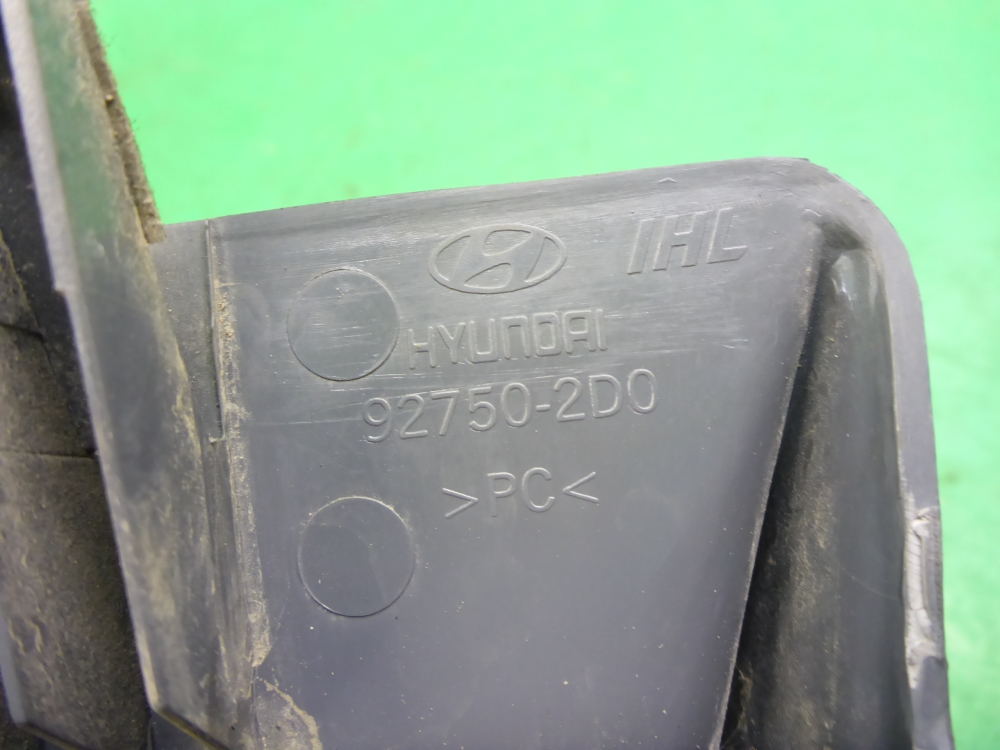 IHL
HYUNDAI
92750-2D0
>PC<